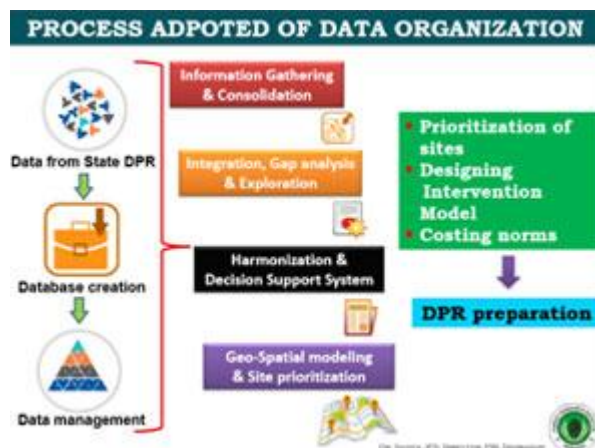 PROCESS ADPOTED OF DATA ORGANIZATION
Data from State DPR
Database creation
Data management
Information Gathering
& Consolidation
Integration, Gap analysis
& Exploration
Harmonization &
Decision Support System
Geo-Spatial modeling
& Site prioritization
Prioritization of
sites
Designing
Intervention
Model
Costing norms
DPR preparation